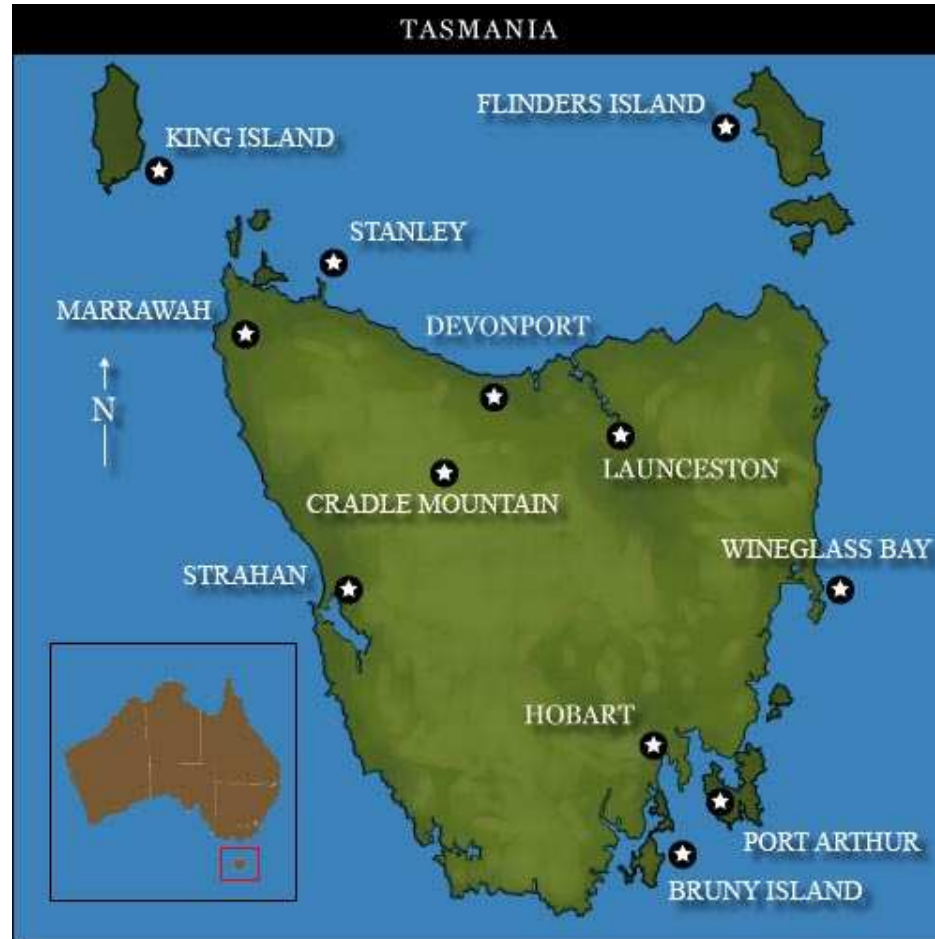 TASMANIA
FLINDERS ISLAND
KING ISLAND
STANLEY
MARRAWAH
DEVONPORT
N
LAUNCESTON
CRADLE MOUNTAIN
WINEGLASS BAY
STRAHAN
HOBART
PORT ARTHUR
BRUNY ISLAND